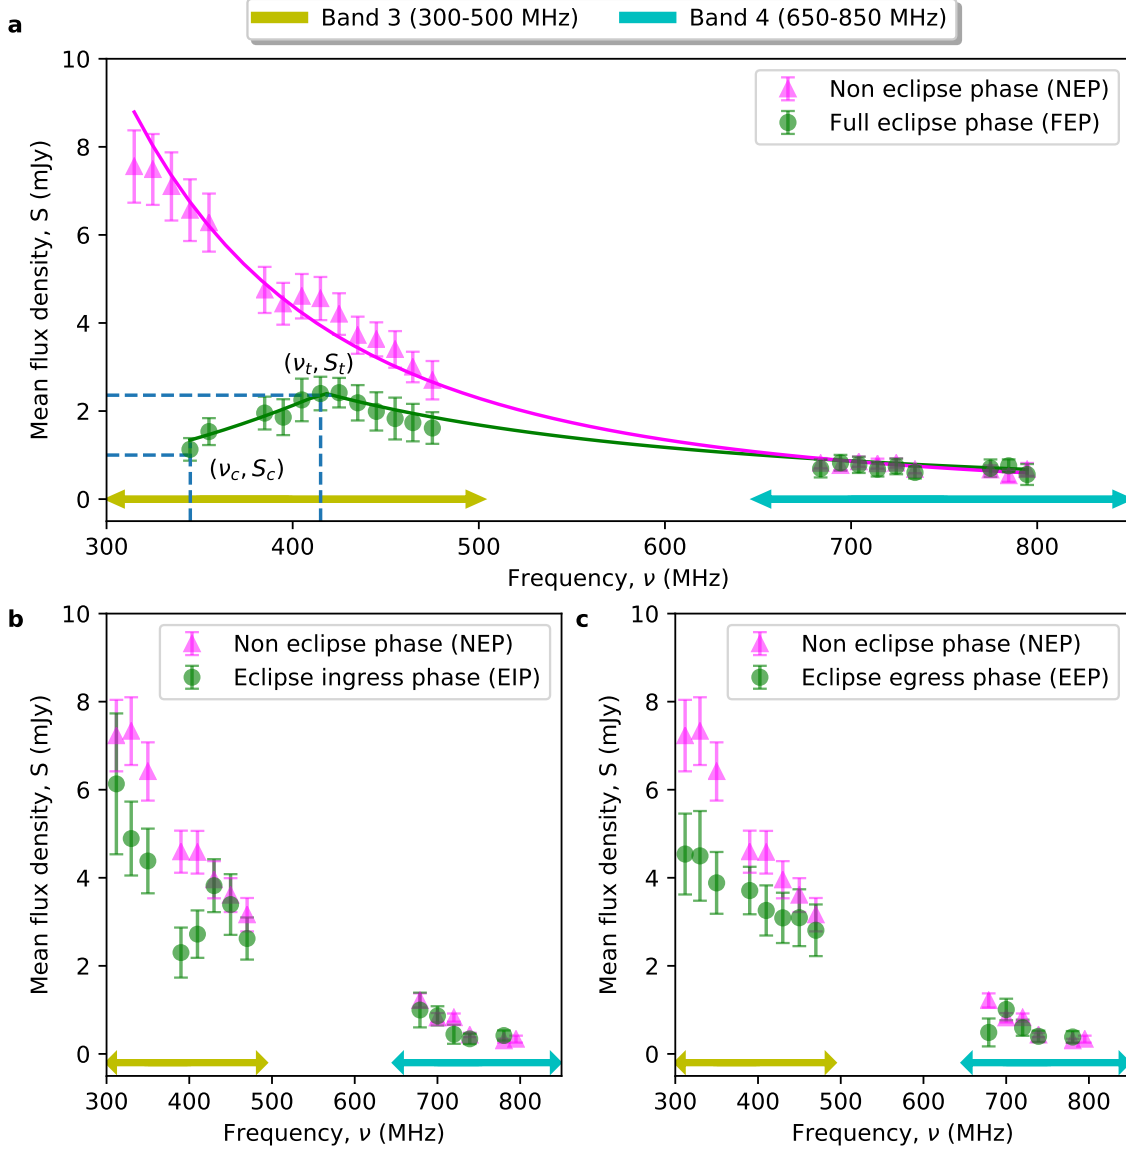 Band 3 (300-500 MHz) Band 4 (650-850 MHz)
a
Non eclipse phase (NEP)
Full eclipse phase (FEP)
Mean flux density, S (mJy)
10
8
6
4
2
0
(νt, St)
(νc, Sc)
300 400 500 600 700 800
Frequency, ν (MHz)
b
Non eclipse phase (NEP)
Eclipse ingress phase (EIP)
Mean flux density, S (mJy)
10
8
6
4
2
0
300 400 500 600 700 800
Frequency, ν (MHz)
c
Non eclipse phase (NEP)
Eclipse egress phase (EEP)
Mean flux density, S (mJy)
10
8
6
4
2
0
300 400 500 600 700 800
Frequency, ν (MHz)